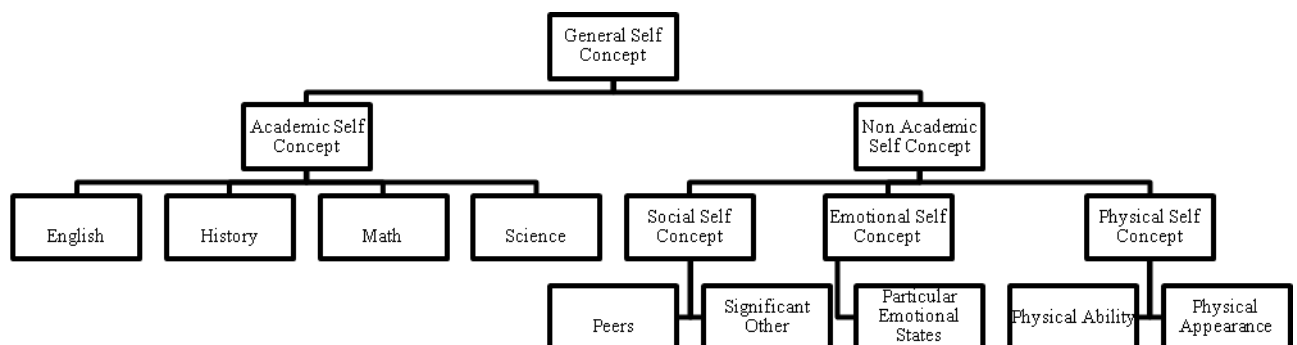 General Self
Concept
Academic Self
Concept
Non Academic
Self Concept
English
History
Math
Science
Social Self
Concept
Emotional Self
Concept
Physical Self
Concept
Peers
Significant
Other
Particular
Emotional
States
Physical Ability
Physical
Appearance